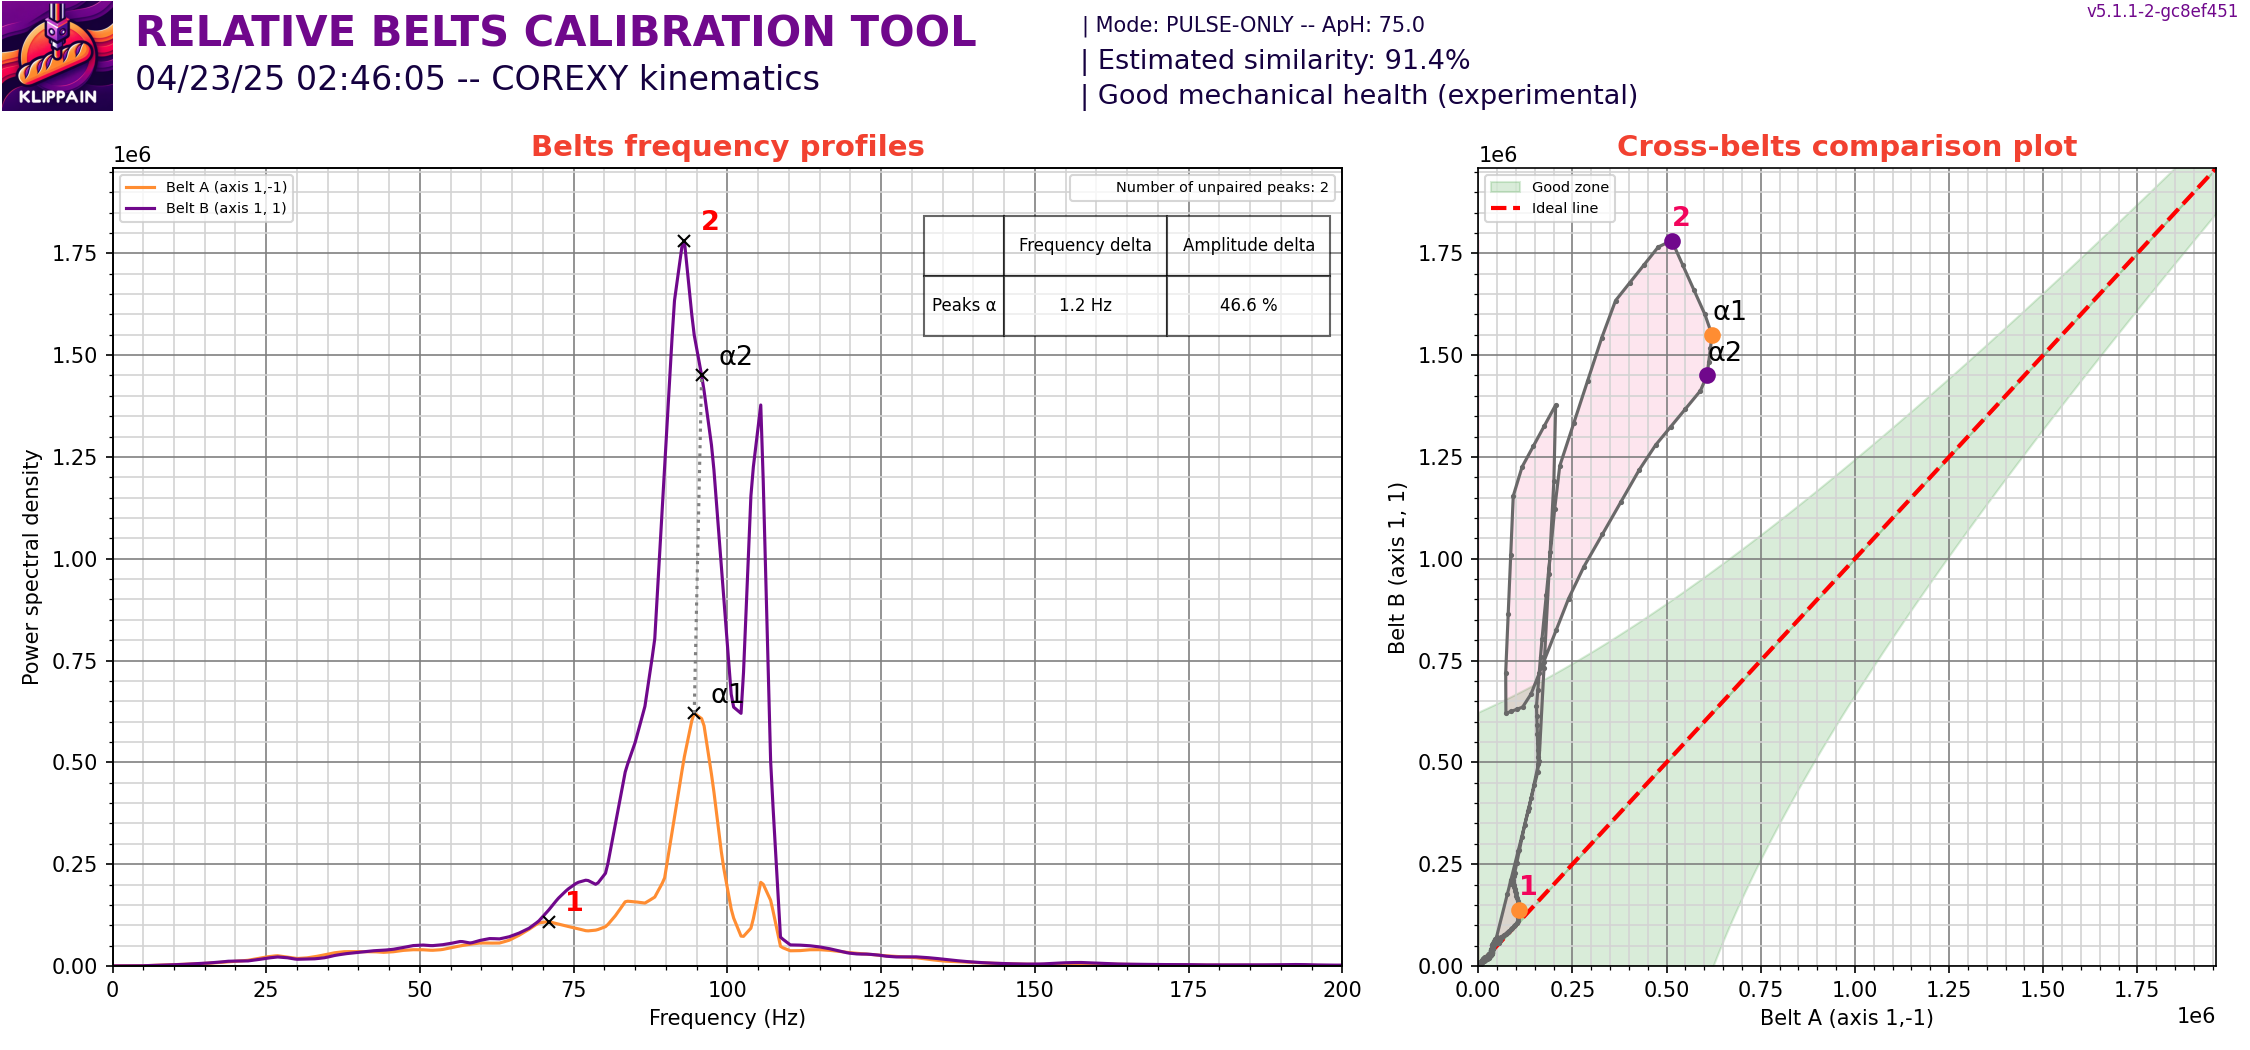 KLIPPAIN
RELATIVE BELTS CALIBRATION TOOL
04/23/25 02:46:05 -- COREXY kinematics
| Mode: PULSE-ONLY -- ApH: 75.0
| Estimated similarity: 91.4%
| Good mechanical health (experimental)
v5.1.1-2-gc8ef451
Belts frequency profiles
1e6
Belt A (axis 1,-1)
Belt B (axis 1, 1)
Number of unpaired peaks: 2
Frequency delta Amplitude delta
Peaks α 1.2 Hz 46.6 %
2
α2
α1
1
1.75
1.50
1.25
1.00
0.75
0.50
0.25
0.00
Power spectral density
0 25 50 75 100 125 150 175 200
Frequency (Hz)
Cross-belts comparison plot
1e6
Good zone
Ideal line
2
α1
α2
1
1.75
1.50
1.25
1.00
0.75
0.50
0.25
0.00
Belt B (axis 1, 1)
0.00 0.25 0.50 0.75 1.00 1.25 1.50 1.75
Belt A (axis 1,-1)
1e6